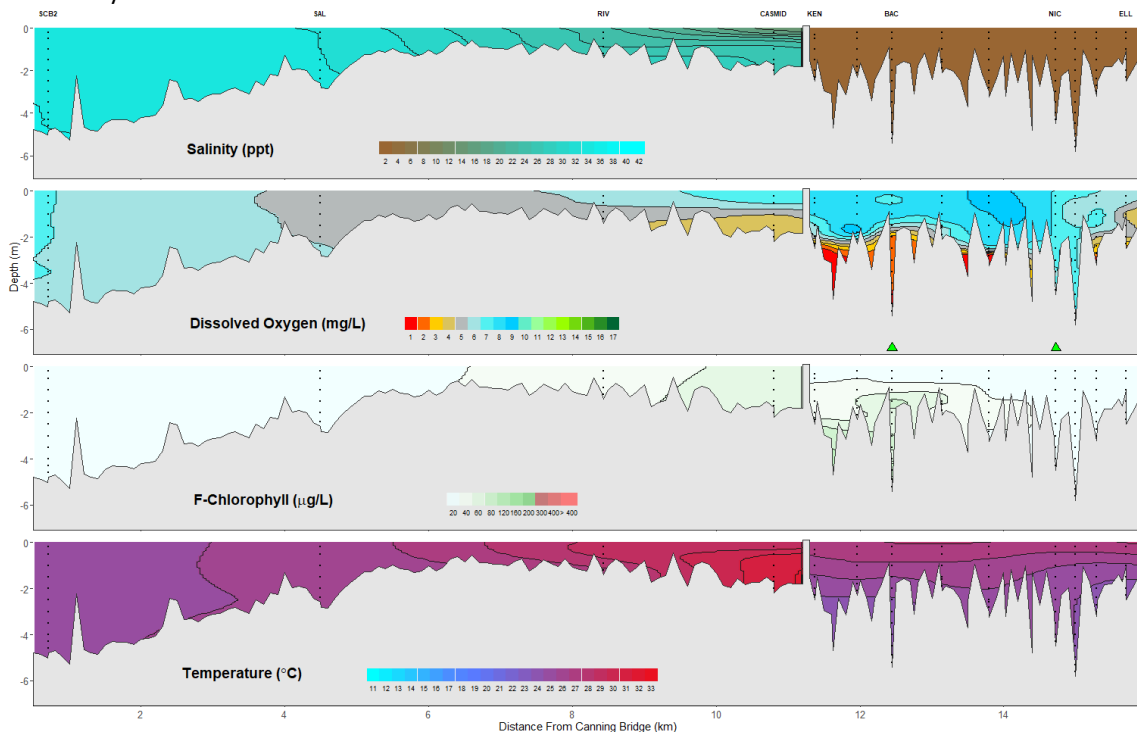 SCB2 SAL RIV CASMID KEN BAC NIC ELL
0
-2
-4
-6
Salinity (ppt)
2 4 6 8 10 12 14 16 18 20 22 24 26 28 30 32 34 36 38 40 42
0
-2
-4
-6
Dissolved Oxygen (mg/L)
1 2 3 4 5 6 7 8 9 10 11 12 13 14 15 16 17
Depth (m)
0
-2
-4
-6
F-Chlorophyll (μg/L)
20 40 60 80 120 160 200 300 400 > 400
0
-2
-4
-6
Temperature (°C)
11 12 13 14 15 16 17 18 19 20 21 22 23 24 25 26 27 28 29 30 31 32 33
2 4 6 8 10 12 14
Distance From Canning Bridge (km)